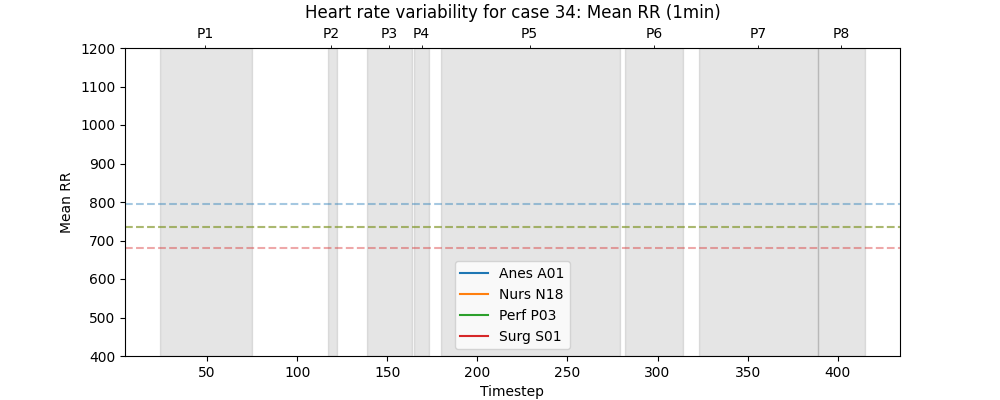 Heart rate variability for case 34: Mean RR (1min)
P1 P2 P3 P4 P5 P6 P7 P8
1200
1100
1000
900
800
700
600
500
400
Mean RR
Anes A01
Nurs N18
Perf P03
Surg S01
50 100 150 200 250 300 350 400
Timestep